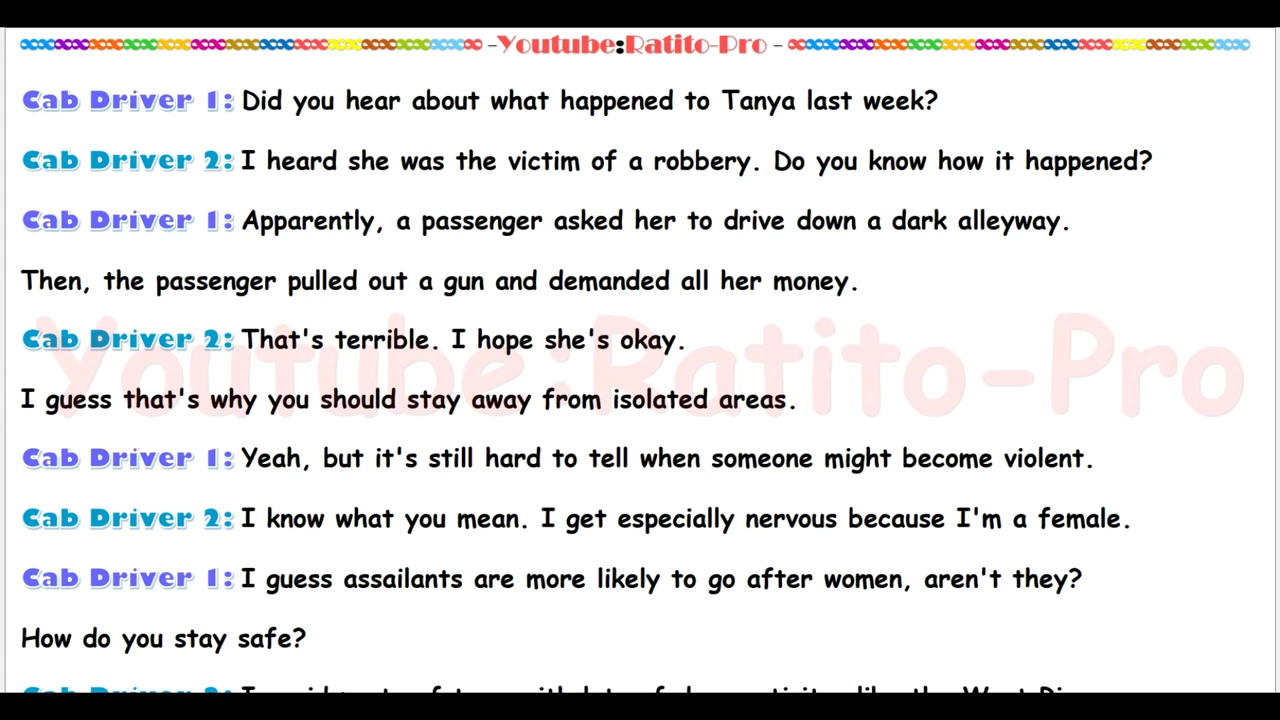 -Youtube:Ratito-Pro -
Cab Driver 1: Did you hear about what happened to Tanya last week?
Cab Driver 2: I heard she was the victim of a robbery. Do you know how it happened?
Cab Driver 1: Apparently, a passenger asked her to drive down a dark alleyway.
Then, the passenger pulled out a gun and demanded all her money.
Cab Driver 2: That's terrible. I hope she's okay.
Youtube:Ratito-Pro
I guess that's why you should stay away from isolated areas.
Cab Driver 1: Yeah, but it's still hard to tell when someone might become violent.
Cab Driver 2: I know what you mean. I get especially nervous because I'm a female.
Cab Driver 1: I guess assailants are more likely to go after women, aren't they?
How do you stay safe?
Cab Driver 2: I